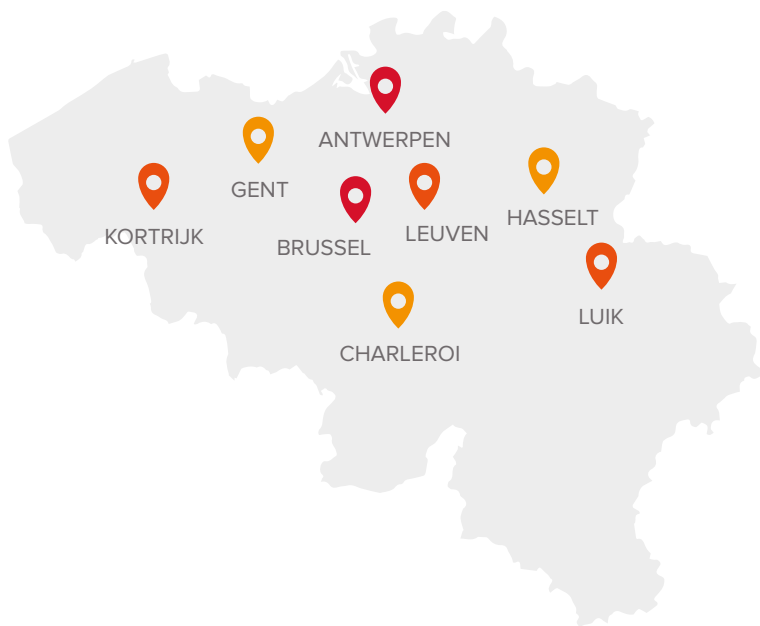 ANTWERPEN
GENT
HASSELT
KORTRIJK
BRUSSEL
LEUVEN
LUIK
CHARLEROI